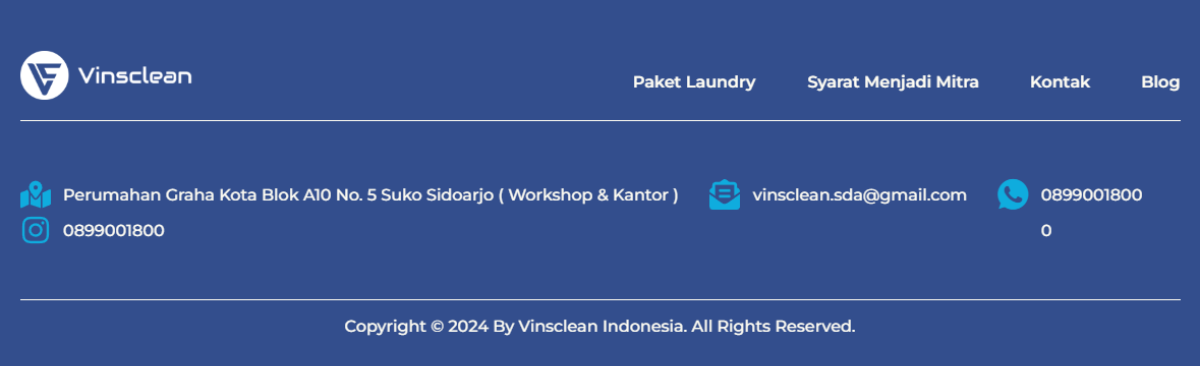 Vinsclean
Paket Laundry Syarat Menjadi Mitra Kontak Blog
Perumahan Graha Kota Blok A10 No. 5 Suko Sidoarjo ( Workshop & Kantor )
vinsclean.sda@gmail.com
0899001800
0
0899001800
Copyright © 2024 By Vinsclean Indonesia. All Rights Reserved.